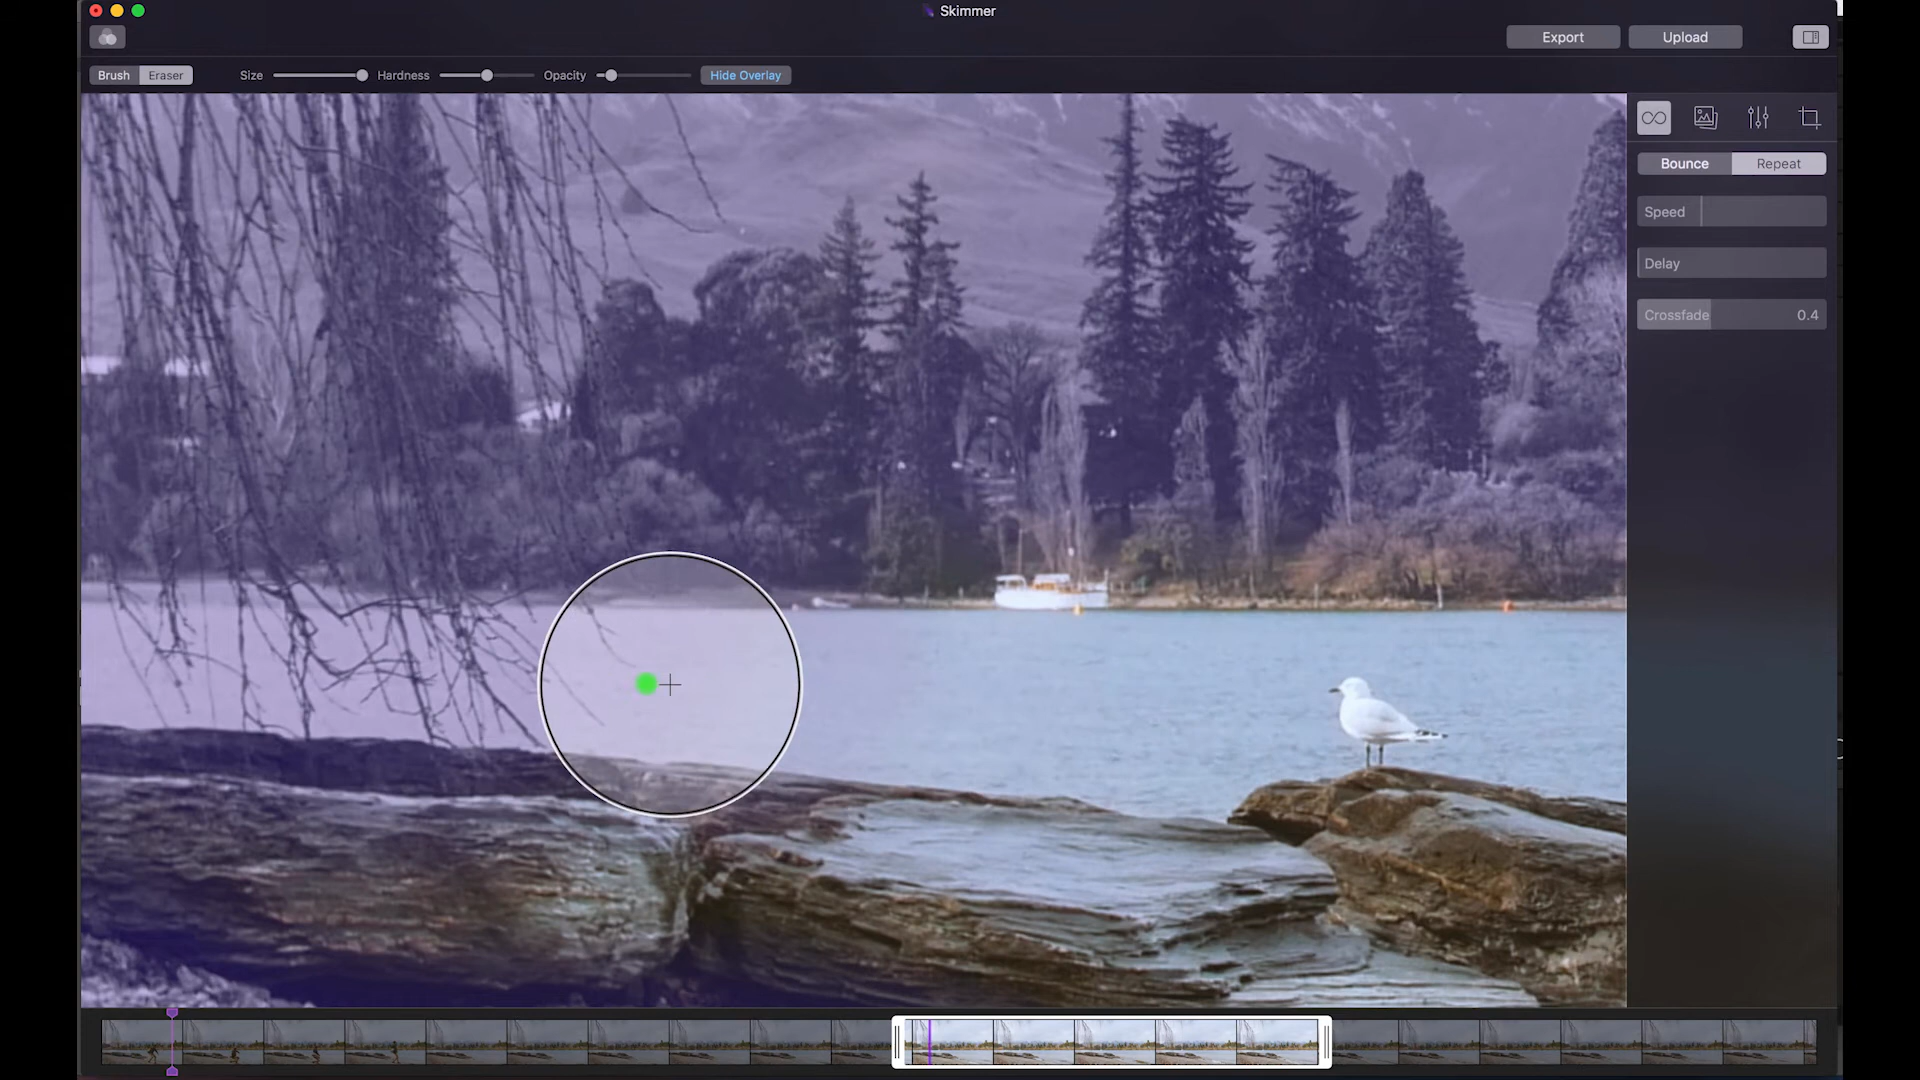 Skimmer
Export Upload
Brush Eraser Size Hardness Opacity Hide Overlay
Bounce Repeat
Speed
Delay
Crossfade 0.4